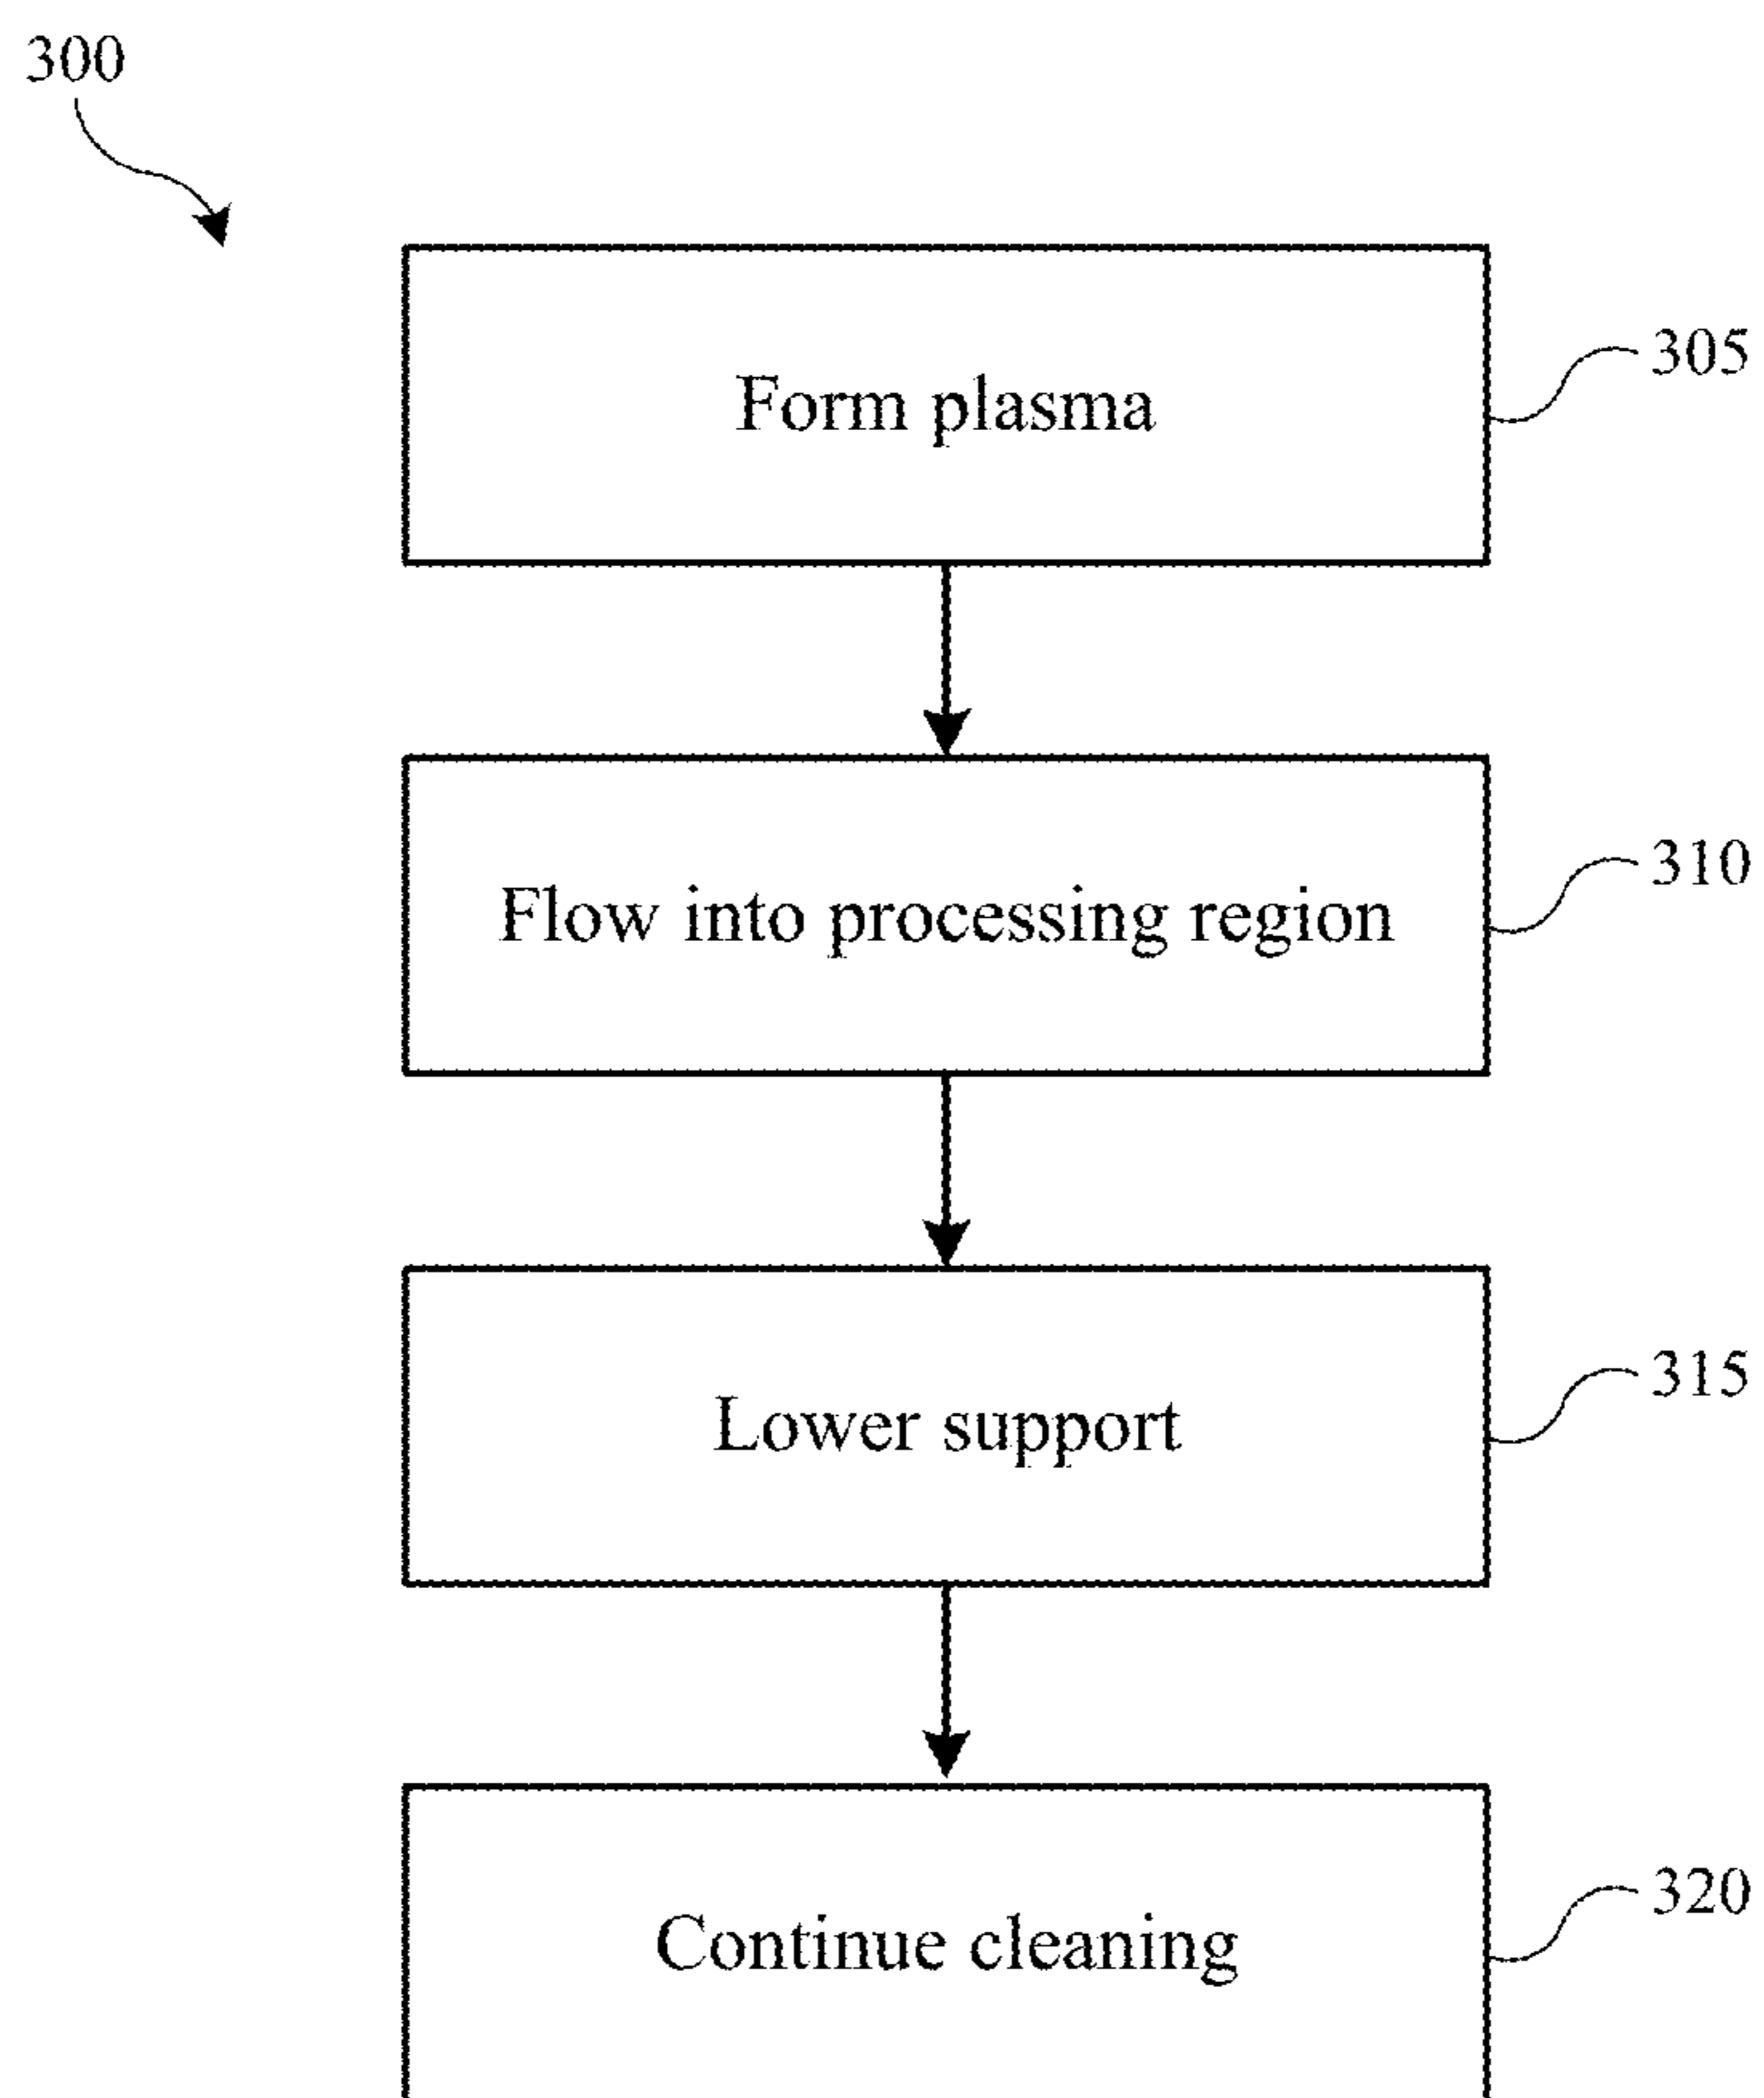 300
Form plasma
305
Flow into processing region
310
Lower support
315
Continue cleaning
320